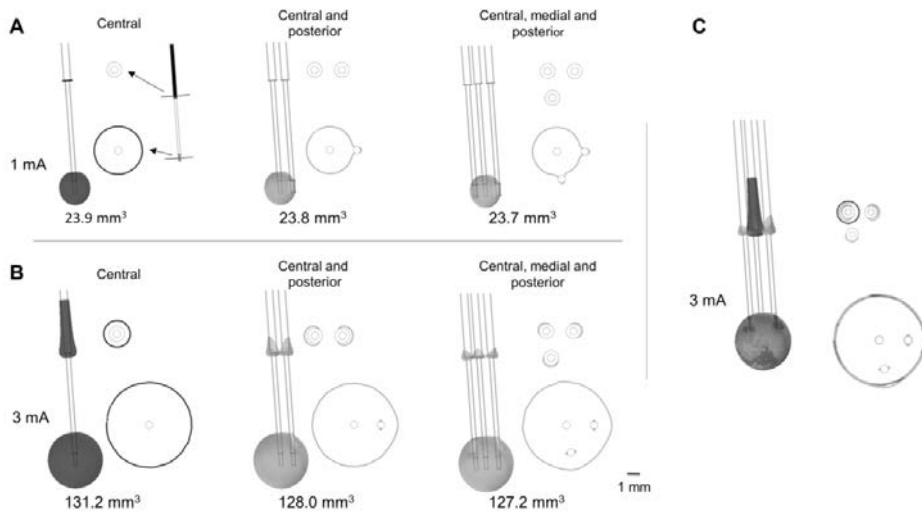 A
Central
Central and
posterior
Central, medial and
posterior
1 mA
23.9 mm³
23.8 mm³
23.7 mm³
B
Central
Central and
posterior
Central, medial and
posterior
3 mA
131.2 mm³
128.0 mm³
127.2 mm³
1 mm
C
3 mA